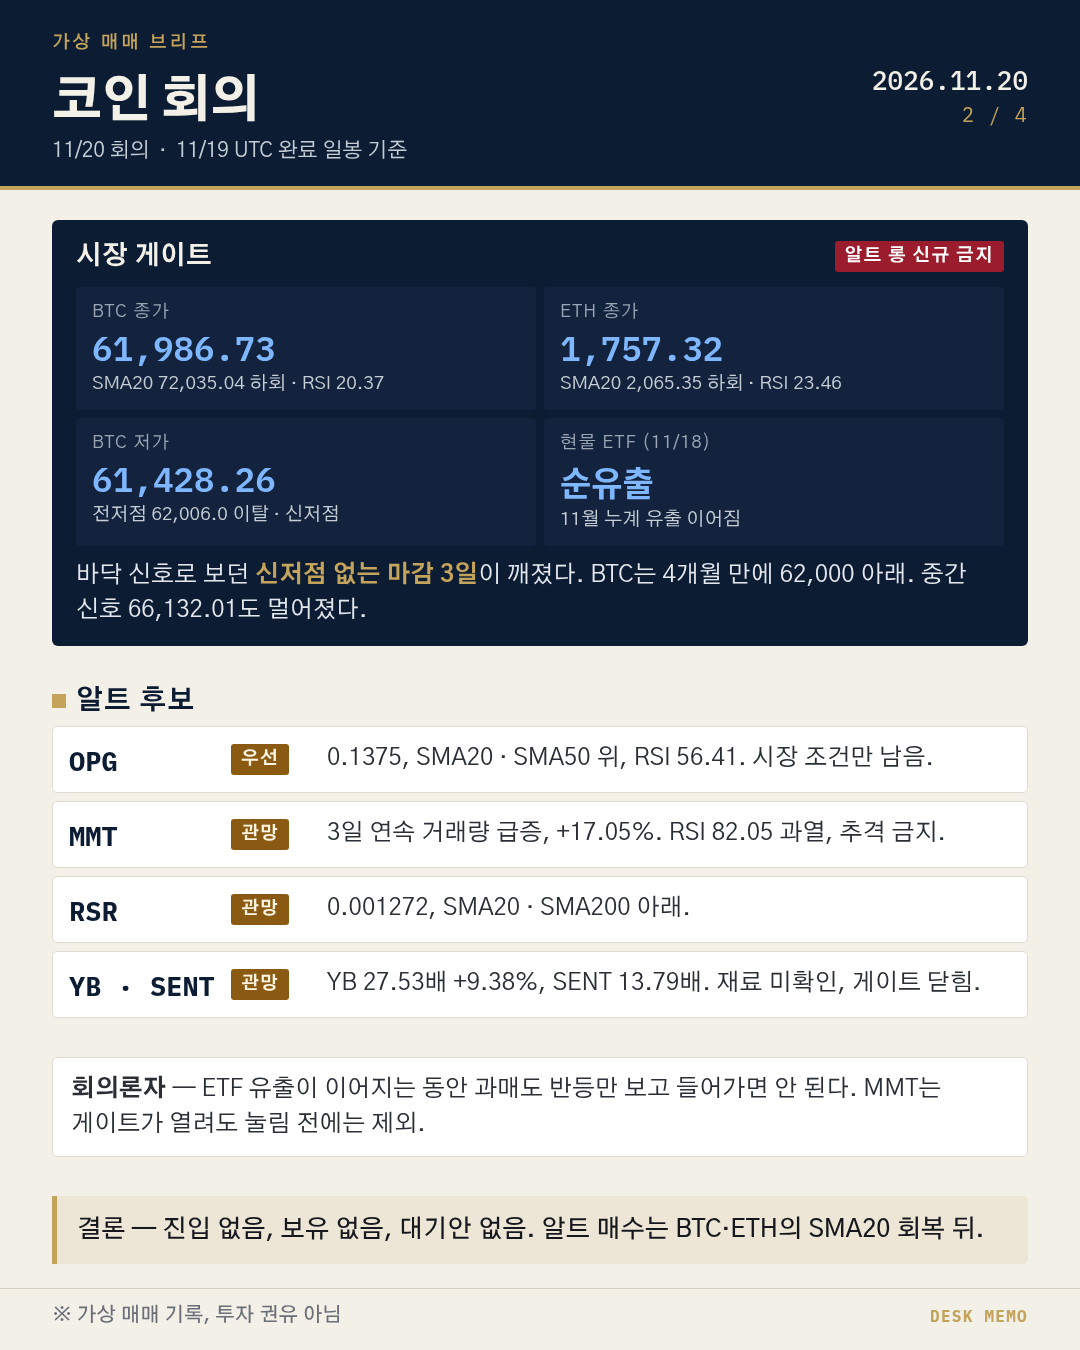 가상 매매 브리프
코인 회의
2026.11.20
2 / 4
11/20 회의 · 11/19 UTC 완료 일봉 기준
시장 게이트
알트 롱 신규 금지
BTC 종가
61,986.73
SMA20 72,035.04 하회 · RSI 20.37
ETH 종가
1,757.32
SMA20 2,065.35 하회 · RSI 23.46
BTC 저가
61,428.26
전저점 62,006.0 이탈 · 신저점
현물 ETF (11/18)
순유출
11월 누계 유출 이어짐
바닥 신호로 보던 신저점 없는 마감 3일이 깨졌다. BTC는 4개월 만에 62,000 아래. 중간
신호 66,132.01도 멀어졌다.
알트 후보
OPG 우선 0.1375, SMA20 · SMA50 위, RSI 56.41. 시장 조건만 남음.
MMT 관망 3일 연속 거래량 급증, +17.05%. RSI 82.05 과열, 추격 금지.
RSR 관망 0.001272, SMA20 · SMA200 아래.
YB · SENT 관망 YB 27.53배 +9.38%, SENT 13.79배. 재료 미확인, 게이트 닫힘.
회의론자 — ETF 유출이 이어지는 동안 과매도 반등만 보고 들어가면 안 된다. MMT는
게이트가 열려도 눌림 전에는 제외.
결론 — 진입 없음, 보유 없음, 대기안 없음. 알트 매수는 BTC·ETH의 SMA20 회복 뒤.
※ 가상 매매 기록, 투자 권유 아님
DESK MEMO